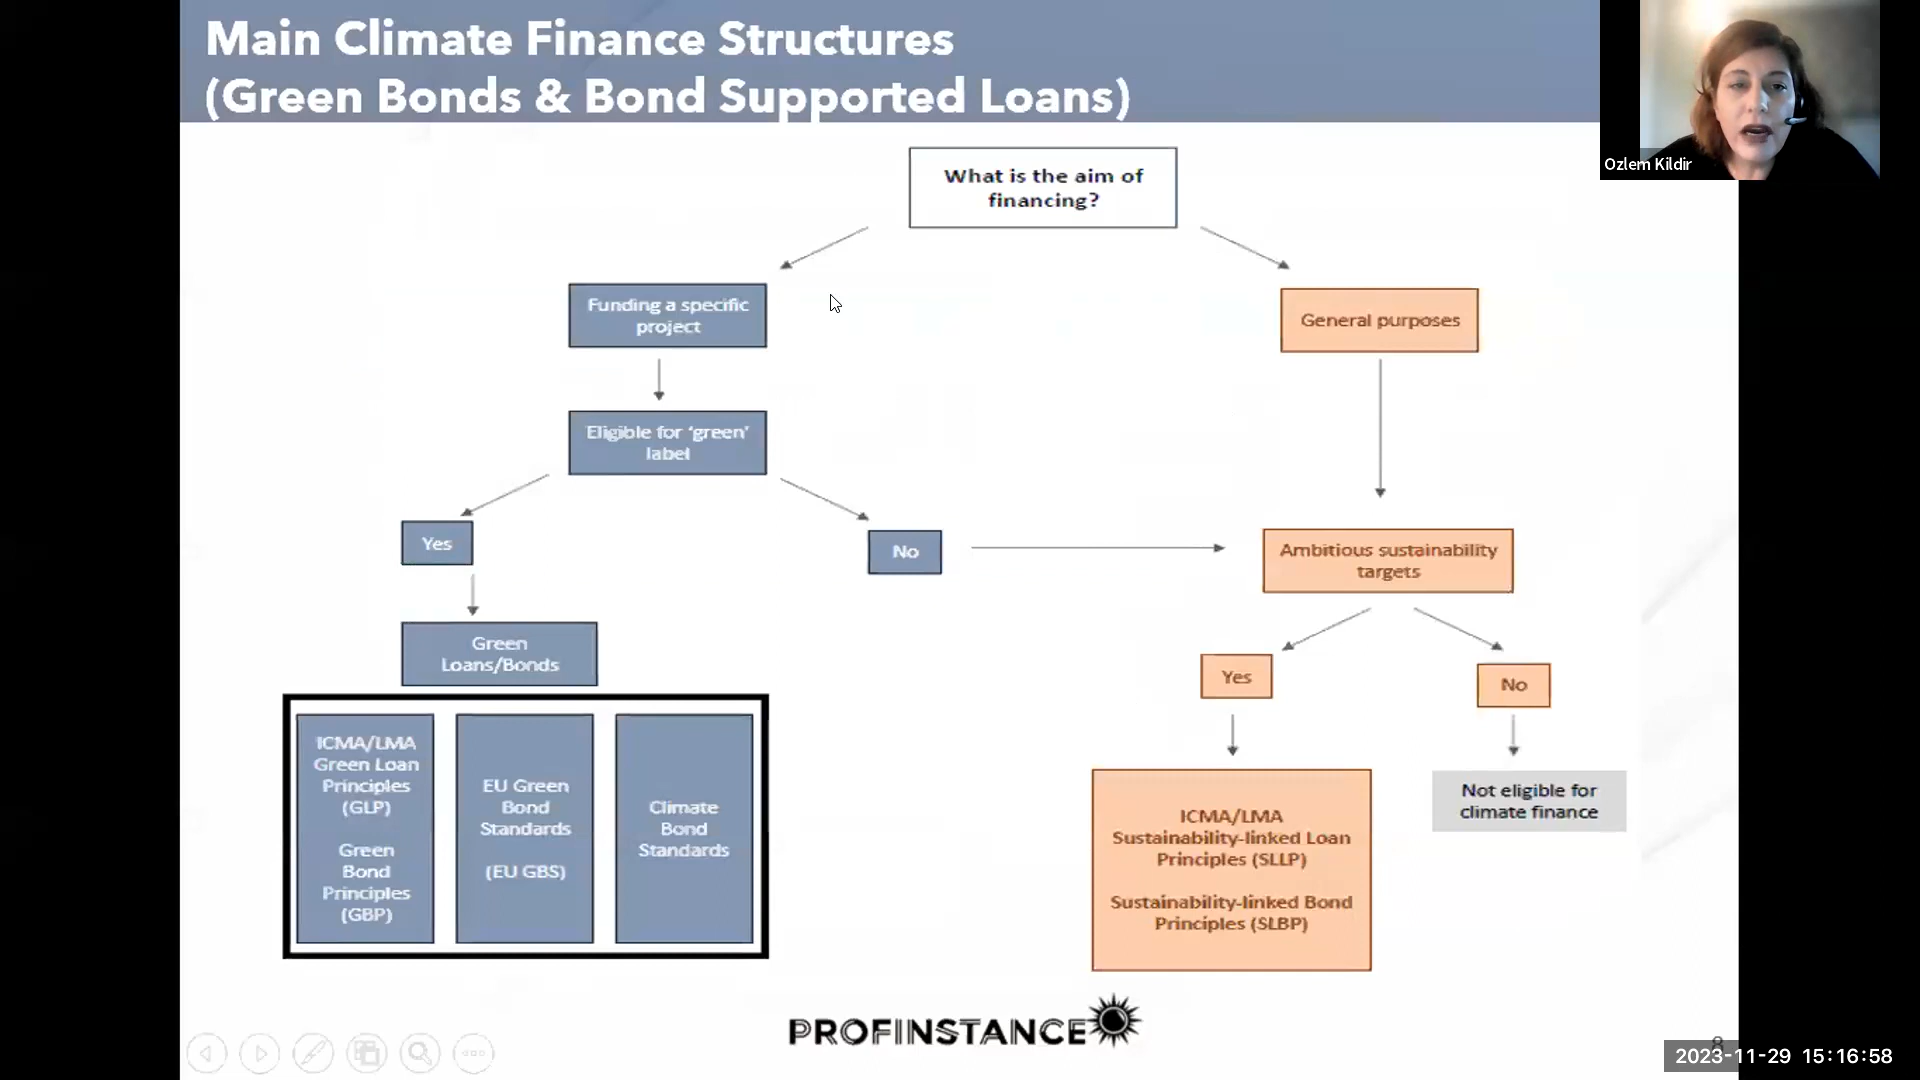 Main Climate Finance Structures
(Green Bonds & Bond Supported Loans)
Ozlem Kildir
What is the aim of
financing?
Funding a specific
project
General purposes
Eligible for ‘green’
label
Yes
No
Ambitious sustainability
targets
Green
Loans/Bonds
Yes
No
ICMA/LMA
Green Loan
Principles
(GLP)
Green
Bond
Principles
(GBP)
EU Green
Bond
Standards
(EU GBS)
Climate
Bond
Standards
ICMA/LMA
Sustainability-linked Loan
Principles (SLLP)
Sustainability-linked Bond
Principles (SLBP)
Not eligible for
climate finance
PROFINSTANCE
8
2023-11-29 15:16:58